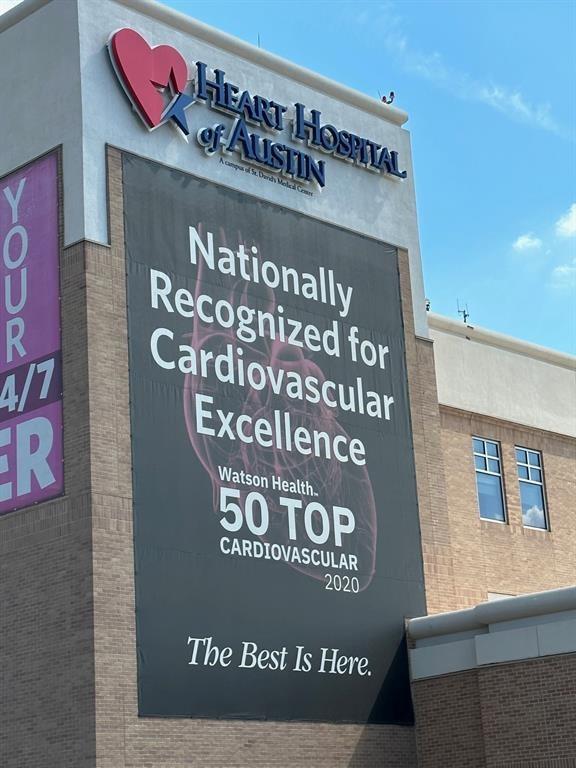 Heart Hospital
of Austin
A campus of St. David's Medical Center
YOUR
4/7
ER
Nationally
Recognized for
Cardiovascular
Excellence
Watson Health™
50 TOP
CARDIOVASCULAR
2020
The Best Is Here.